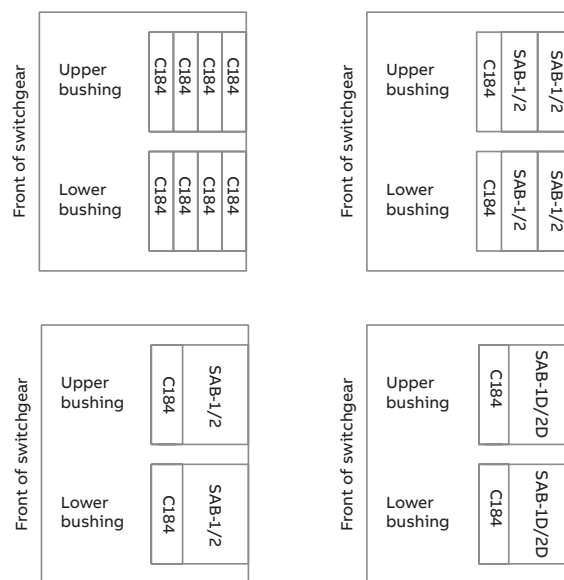 Front of switchgear
Upper
bushing
C184
C184
C184
C184
Lower
bushing
C184
C184
C184
C184
Front of switchgear
Upper
bushing
C184
SAB-1/2
SAB-1/2
Lower
bushing
C184
SAB-1/2
SAB-1/2
Front of switchgear
Upper
bushing
C184
SAB-1/2
Lower
bushing
C184
SAB-1/2
Front of switchgear
Upper
bushing
C184
SAB-1D/2D
Lower
bushing
C184
SAB-1D/2D